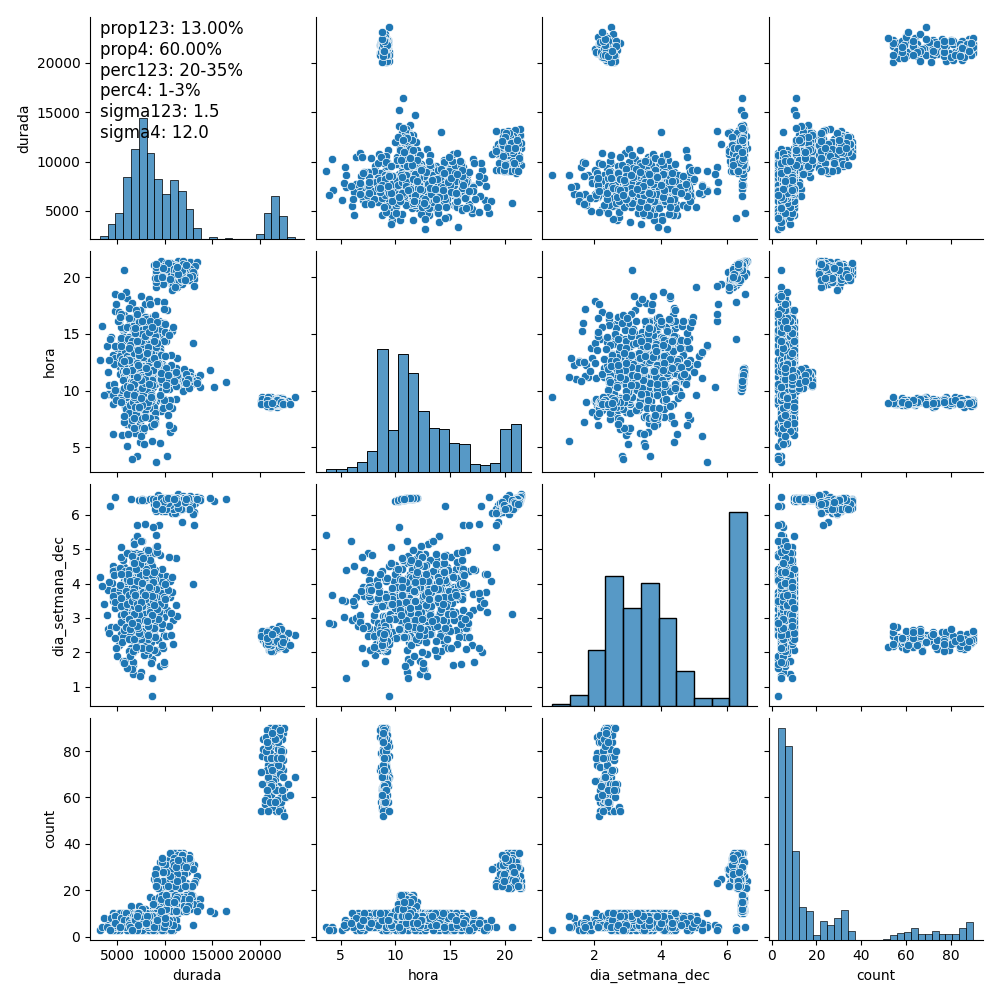 prop123: 13.00%
prop4: 60.00%
perc123: 20-35%
perc4: 1-3%
sigma123: 1.5
sigma4: 12.0
durada
20000
15000
10000
5000
hora
20
15
10
5
dia_setmana_dec
6
5
4
3
2
1
count
80
60
40
20
0
5000 10000 15000 20000
5 10 15 20
2 4 6
0 20 40 60 80
durada
hora
dia_setmana_dec
count